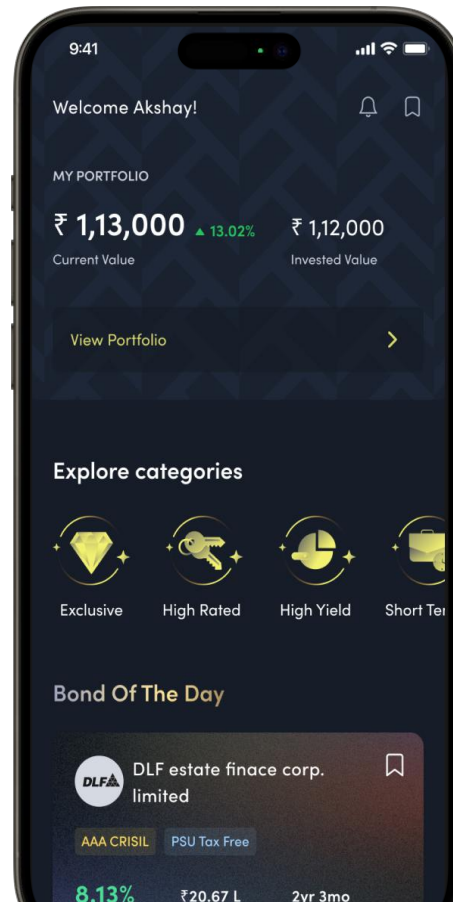 9:41
Welcome Akshay!
MY PORTFOLIO
₹ 1,13,000 ▲ 13.02% ₹ 1,12,000
Current Value Invested Value
View Portfolio
Explore categories
Exclusive High Rated High Yield Short Ter
Bond Of The Day
DLF
DLF estate finace corp.
limited
AAA CRISIL PSU Tax Free
8.13% ₹20.67 L 2yr 3mo